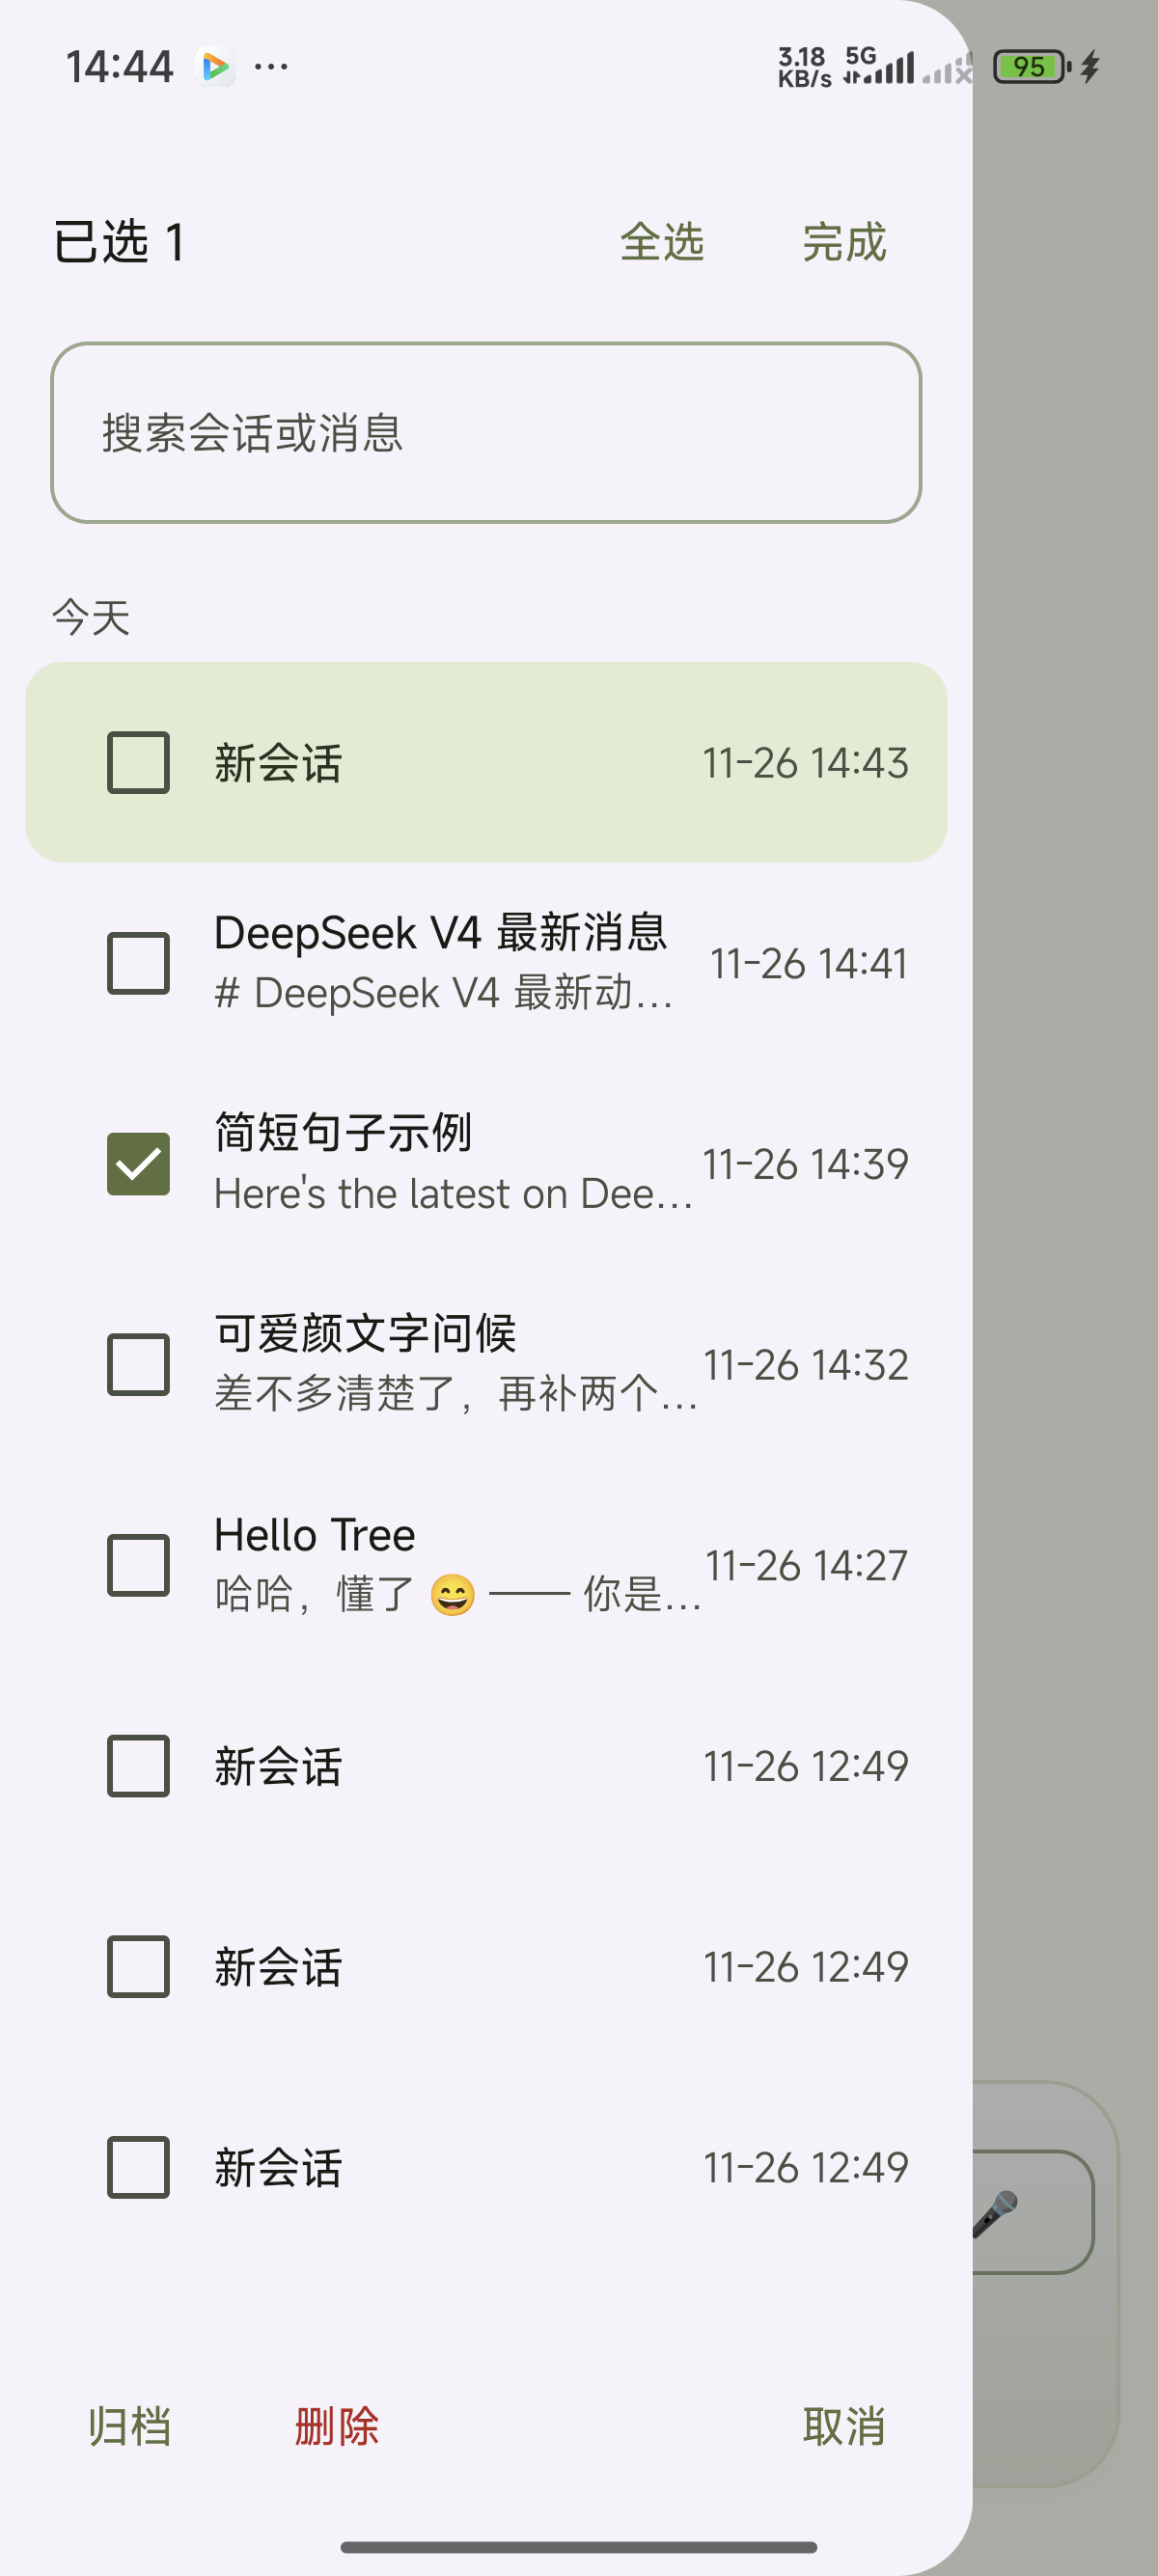 14:44 ...
3.18 KB/s 5G 95
已选 1 全选 完成
搜索会话或消息
今天
新会话 11-26 14:43
DeepSeek V4 最新消息
# DeepSeek V4 最新动... 11-26 14:41
简短句子示例
Here's the latest on Dee... 11-26 14:39
可爱颜文字问候
差不多清楚了，再补两个... 11-26 14:32
Hello Tree
哈哈，懂了 😄 —— 你是... 11-26 14:27
新会话 11-26 12:49
新会话 11-26 12:49
新会话 11-26 12:49
归档 删除 取消